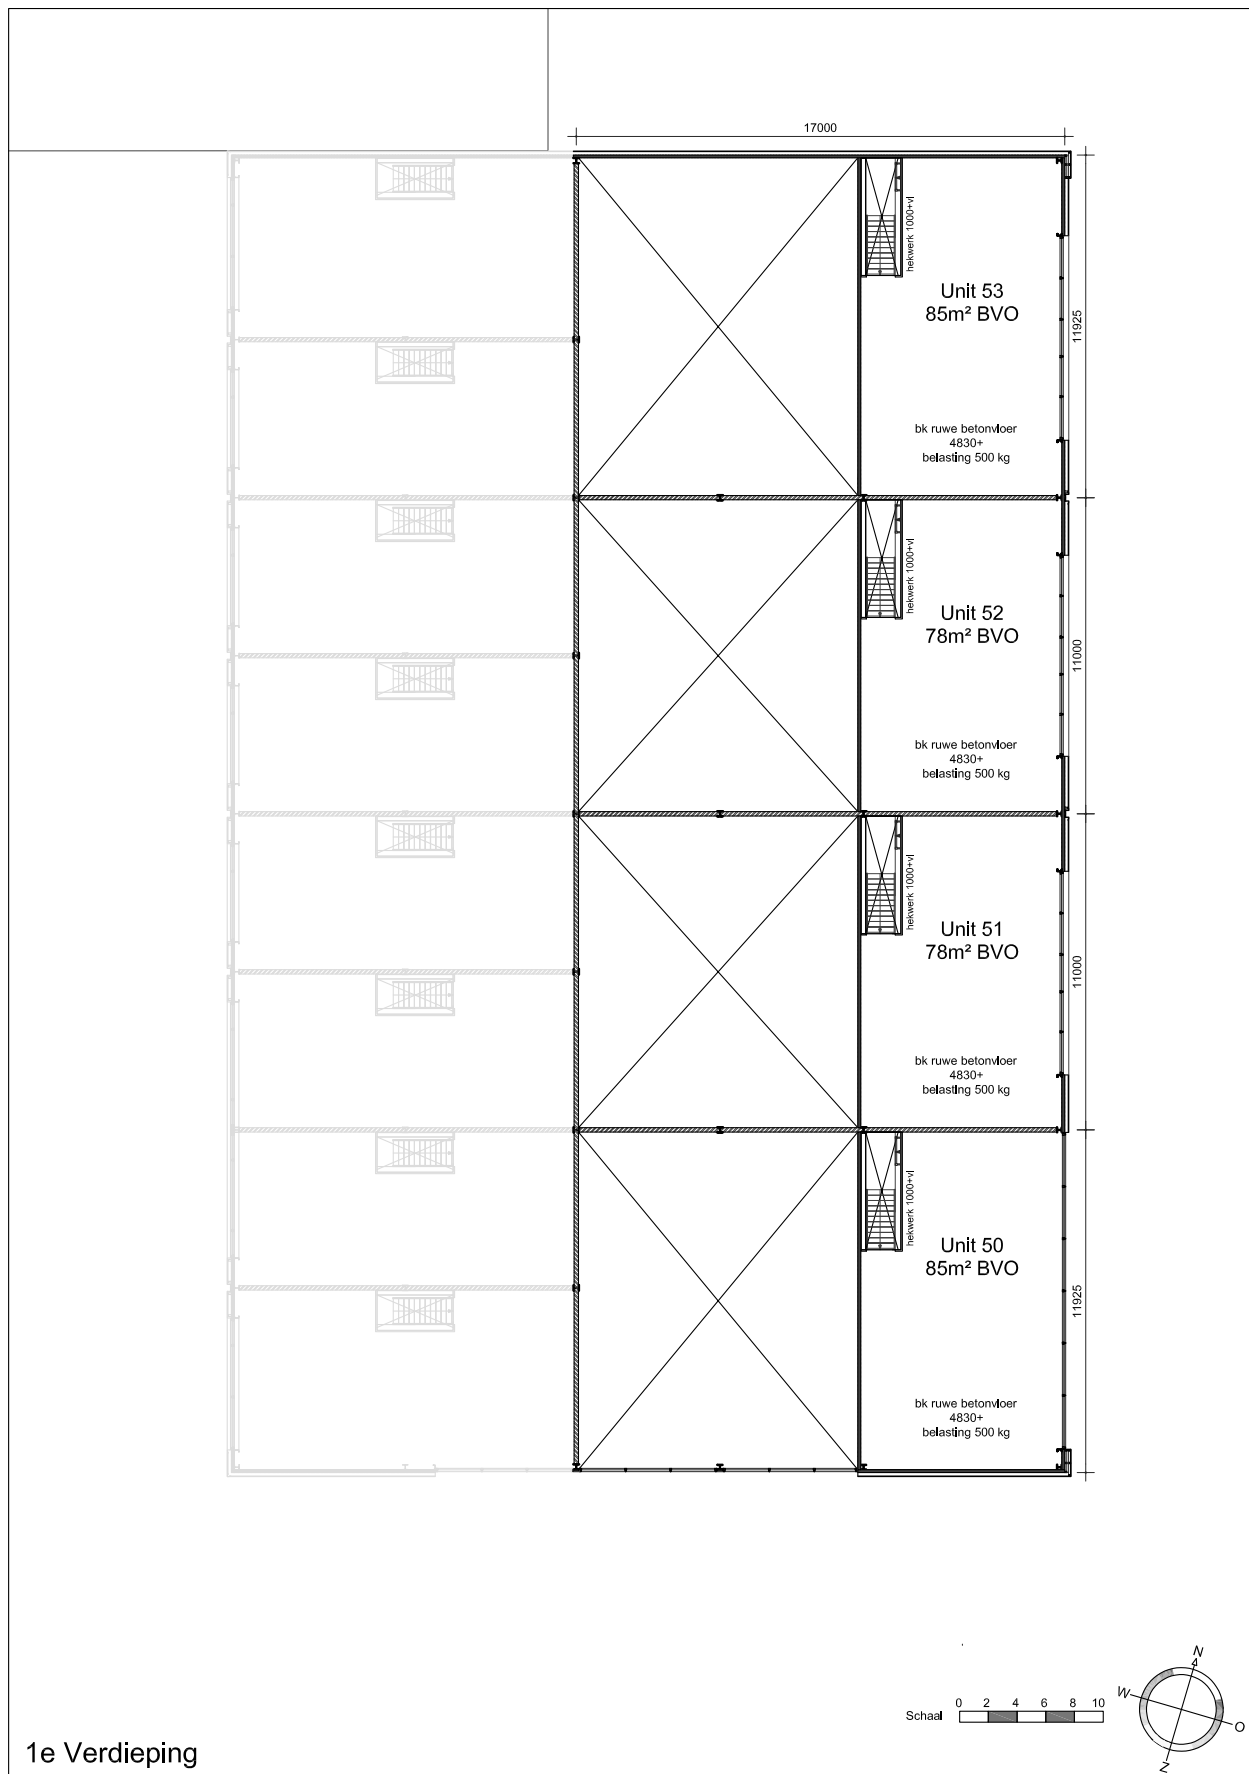 17000
hekwerk 1000+vl
Unit 53
85m² BVO
11925
bk ruwe betonvloer
4830+
belasting 500 kg
hekwerk 1000+vl
Unit 52
78m² BVO
11000
bk ruwe betonvloer
4830+
belasting 500 kg
hekwerk 1000+vl
Unit 51
78m² BVO
11000
bk ruwe betonvloer
4830+
belasting 500 kg
hekwerk 1000+vl
Unit 50
85m² BVO
11925
bk ruwe betonvloer
4830+
belasting 500 kg
N
W
O
Z
Schaal 0 2 4 6 8 10
1e Verdieping